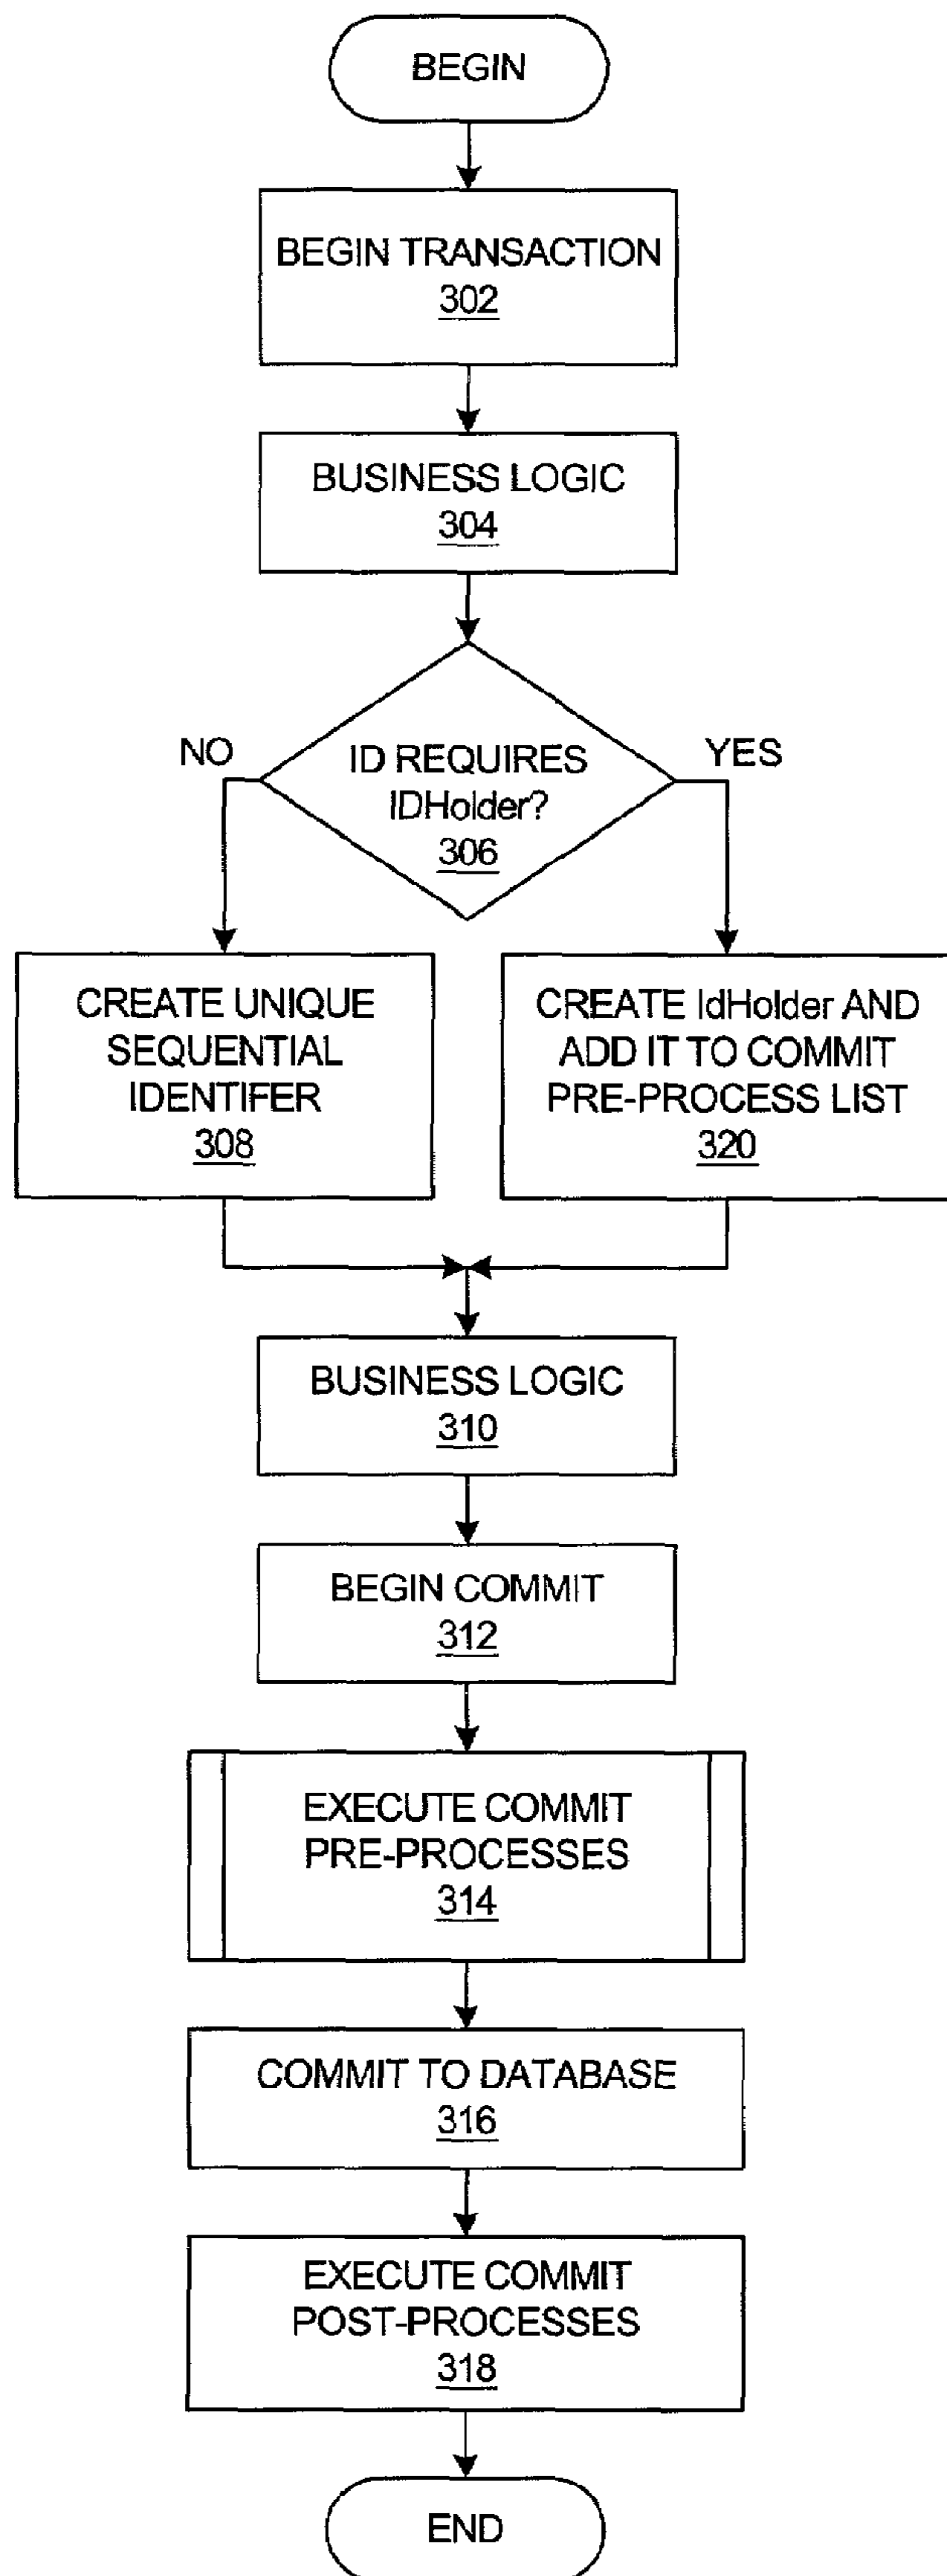 BEGIN
BEGIN TRANSACTION
302
BUSINESS LOGIC
304
NO
YES
ID REQUIRES
IDHolder?
306
CREATE UNIQUE
SEQUENTIAL
IDENTIFER
308
CREATE IdHolder AND
ADD IT TO COMMIT
PRE-PROCESS LIST
320
BUSINESS LOGIC
310
BEGIN COMMIT
312
EXECUTE COMMIT
PRE-PROCESSES
314
COMMIT TO DATABASE
316
EXECUTE COMMIT
POST-PROCESSES
318
END